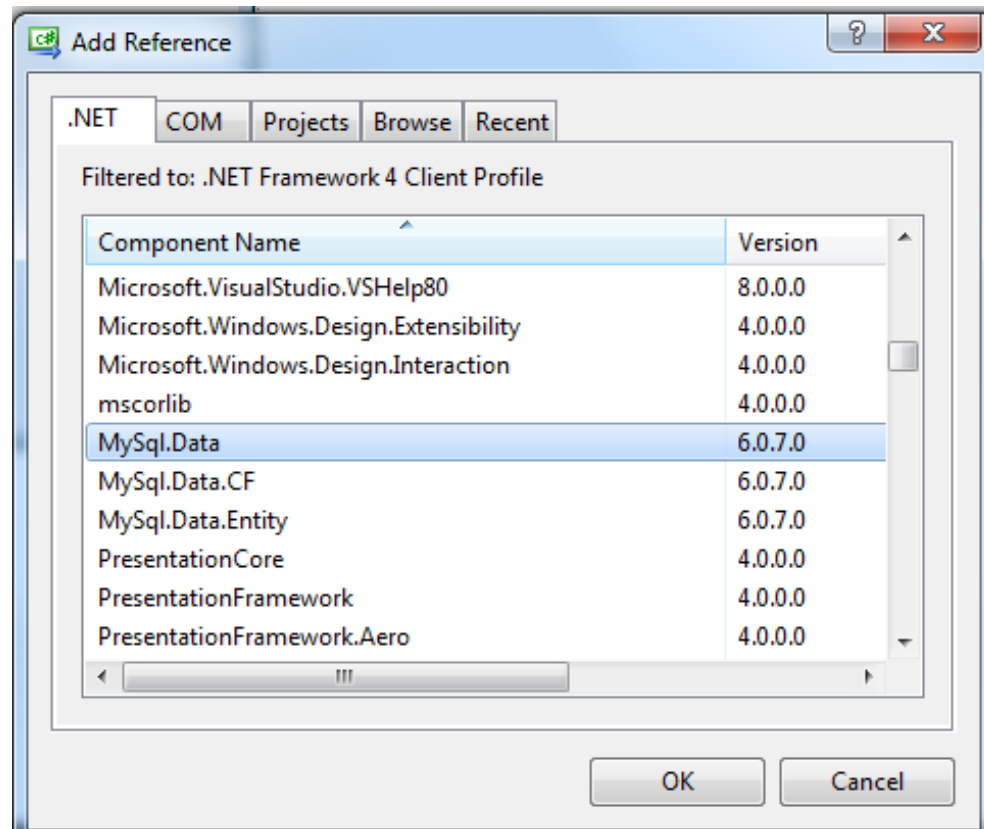 Add Reference
.NET COM Projects Browse Recent
Filtered to: .NET Framework 4 Client Profile
Component Name Version
Microsoft.VisualStudio.VSHelp80 8.0.0.0
Microsoft.Windows.Design.Extensibility 4.0.0.0
Microsoft.Windows.Design.Interaction 4.0.0.0
mscorlib 4.0.0.0
MySql.Data 6.0.7.0
MySql.Data.CF 6.0.7.0
MySql.Data.Entity 6.0.7.0
PresentationCore 4.0.0.0
PresentationFramework 4.0.0.0
PresentationFramework.Aero 4.0.0.0
OK Cancel